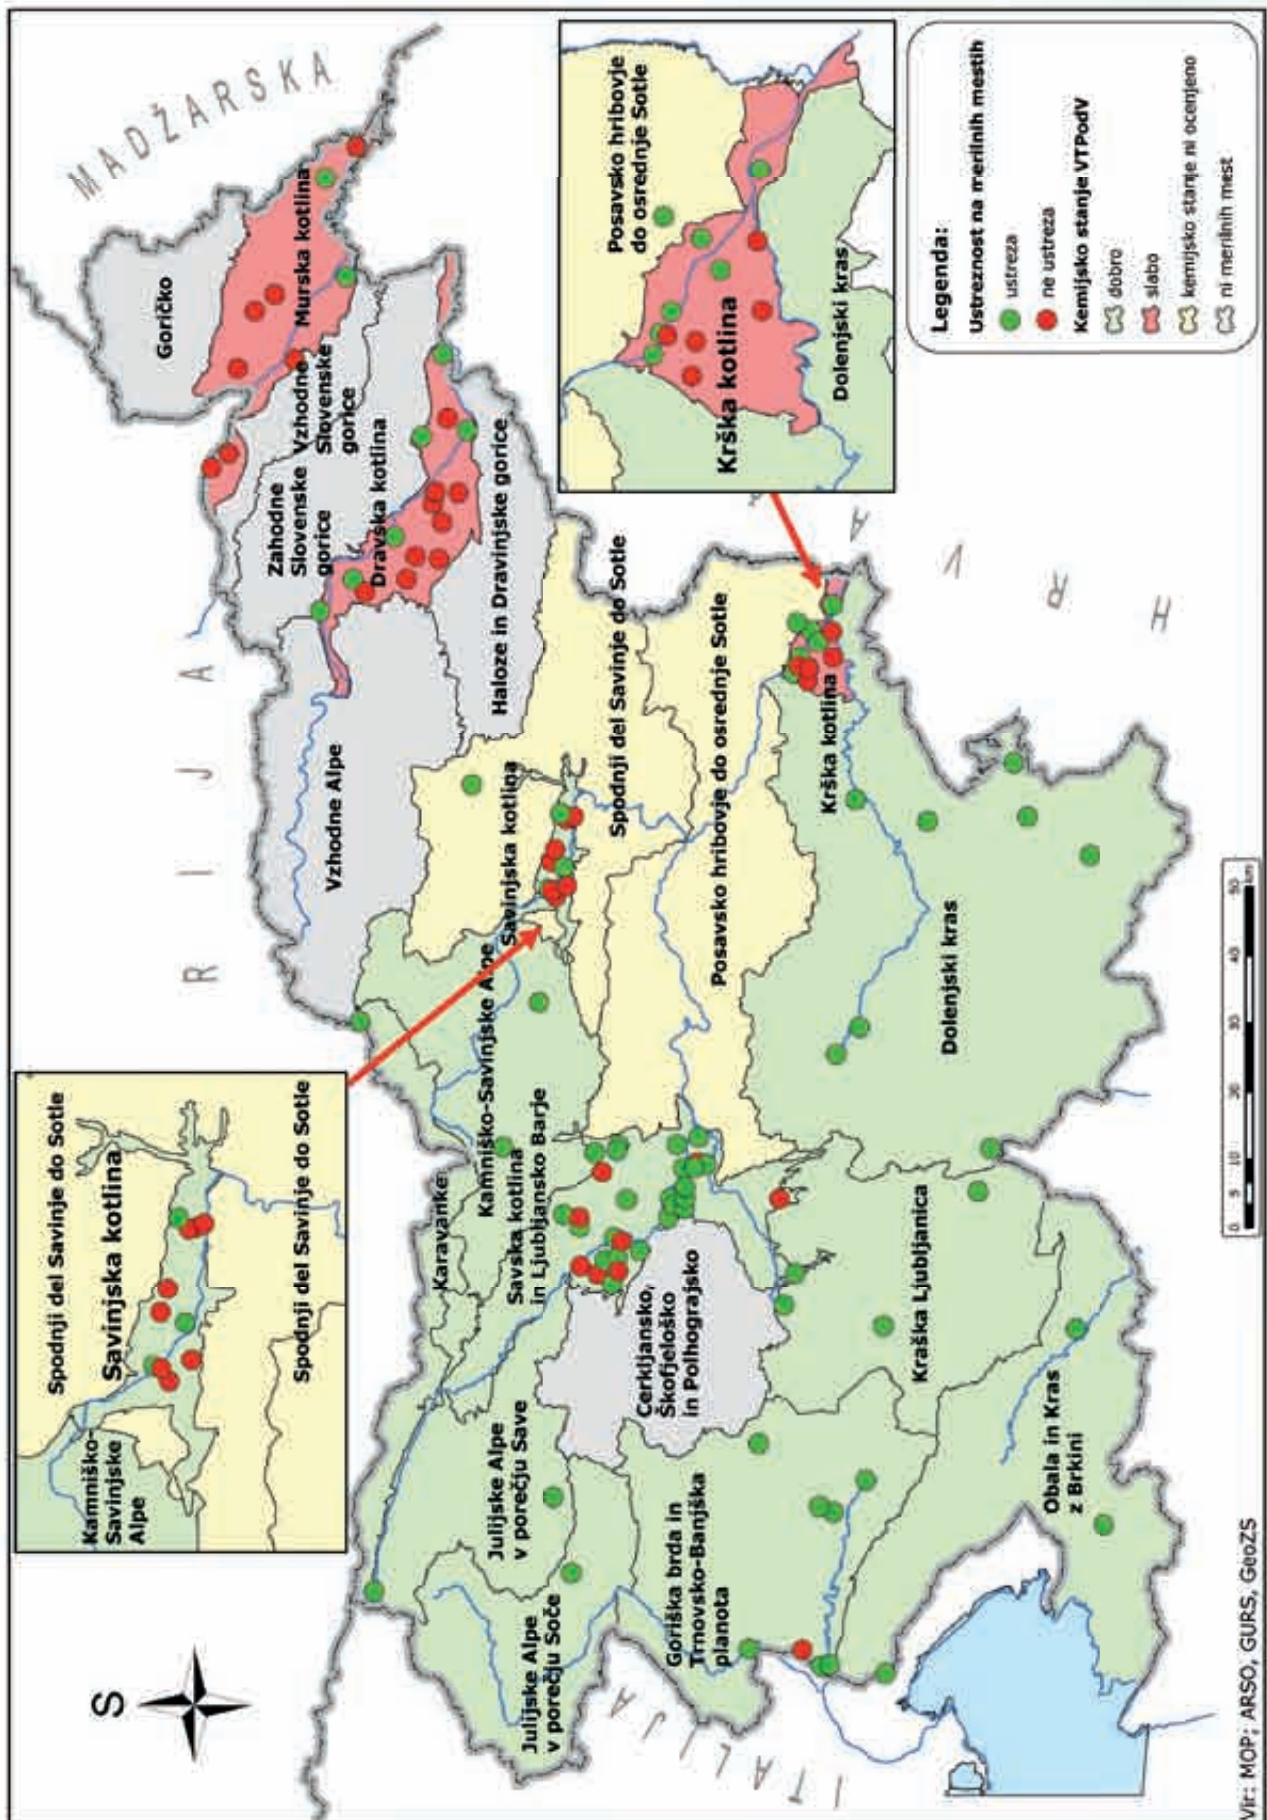 S
R I J A
MADŽARSKA
ITALIJA
H R V A
Spodnji del Savinje do Sotle
Savinjska kotlina
Kamniško-
Savinjske
Alpe
Spodnji del Savinje do Sotle
Goričko
Murska kotlina
Vzhodne
Slovenske
gorice
Zahodne
Slovenske
gorice
Dravska kotlina
Vzhodne Alpe
Haloze in Dravinjske gorice
Karavanke
Kamniško-Savinjske Alpe
Savinjska kotlina
Spodnji del Savinje do Sotle
Savska kotlina
in Ljubljansko Barje
Julijske Alpe
v porečju Save
Julijske Alpe
v porečju Soče
Cerkljansko,
Škofjeloško
in Polhograjsko
Posavsko hribovje do osrednje Sotle
Krška kotlina
Goriška brda in
Trnovsko-Banjška
planota
Kraška Ljubljanica
Dolenjski kras
Obala in Kras
z Brkini
Posavsko hribovje
do osrednje Sotle
Krška kotlina
Dolenjski kras
Legenda:
Ustreznost na merilnih mestih
ustreza
ne ustreza
Kemijsko stanje VTPodV
dobro
slabo
kemijsko stanje ni ocenjeno
ni merilnih mest
0 5 10 20 30 40 50
km
Vir: MOP; ARSO, GURS, GeoZS